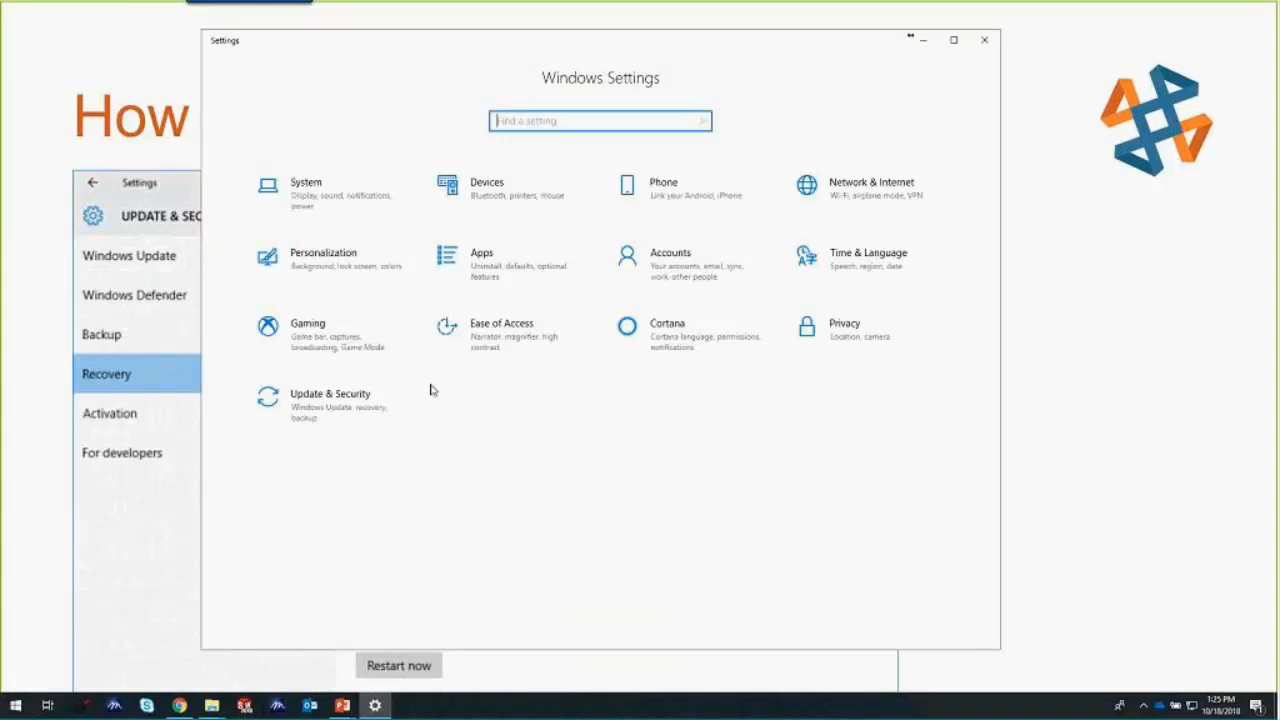 Settings
Windows Settings
Find a setting
How
System
Display, sound, notifications,
power
Devices
Bluetooth, printers, mouse
Phone
Link your Android, iPhone
Network & Internet
Wi-Fi, airplane mode, VPN
Personalization
Background, lock screen, colors
Apps
Uninstall, defaults, optional
features
Accounts
Your accounts, email, sync,
work, other people
Time & Language
Speech, region, date
Gaming
Game bar, captures,
broadcasting, Game Mode
Ease of Access
Narrator, magnifier, high
contrast
Cortana
Cortana language, permissions,
notifications
Privacy
Location, camera
Update & Security
Windows Update, recovery,
backup
Settings
UPDATE & SEC
Windows Update
Windows Defender
Backup
Recovery
Activation
For developers
Restart now
1:25 PM
10/18/2018